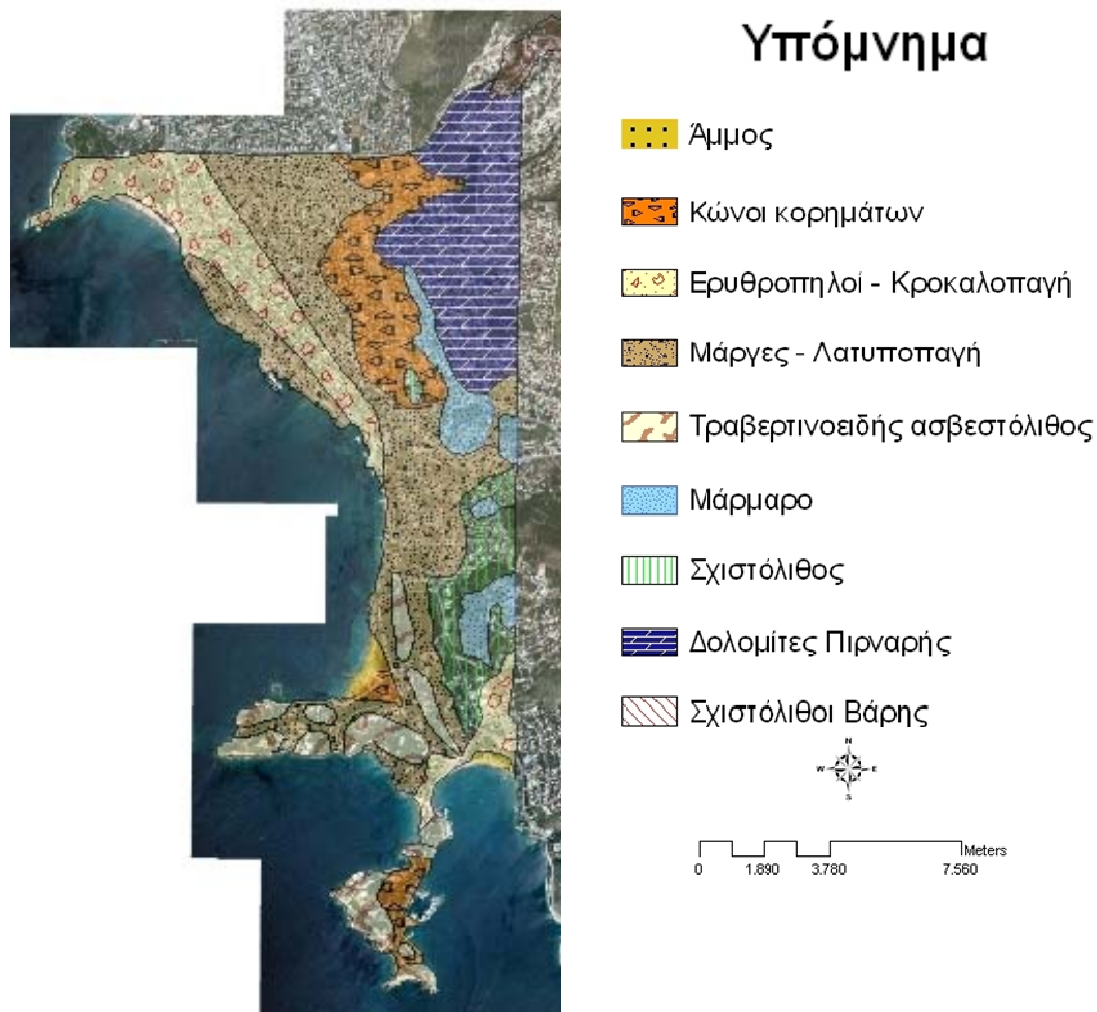 Υπόμνημα
Άμμος
Κώνοι κορημάτων
Ερυθροπηλοί - Κροκαλοπαγή
Μάργες - Λατυποπαγή
Τραβερτινοειδής ασβεστόλιθος
Μάρμαρο
Σχιστόλιθος
Δολομίτες Πιρναρής
Σχιστόλιθοι Βάρης
N
W E
S
Meters
0 1.890 3.780 7.560